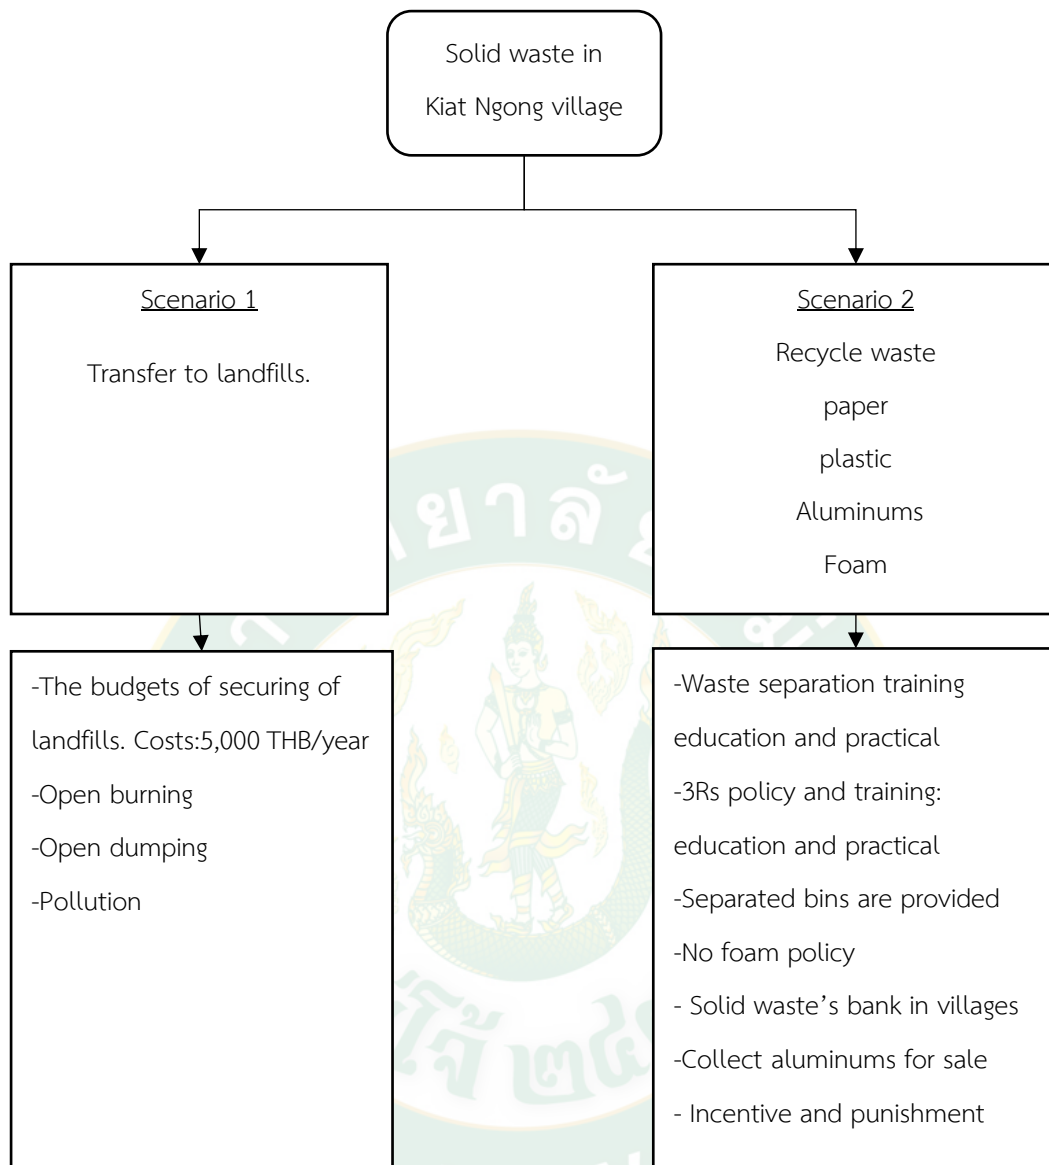 Solid waste in
Kiat Ngong village
Scenario 1
Transfer to landfills.
Scenario 2
Recycle waste
paper
plastic
Aluminums
Foam
-The budgets of securing of
landfills. Costs:5,000 THB/year
-Open burning
-Open dumping
-Pollution
-Waste separation training
education and practical
-3Rs policy and training:
education and practical
-Separated bins are provided
-No foam policy
- Solid waste’s bank in villages
-Collect aluminums for sale
- Incentive and punishment